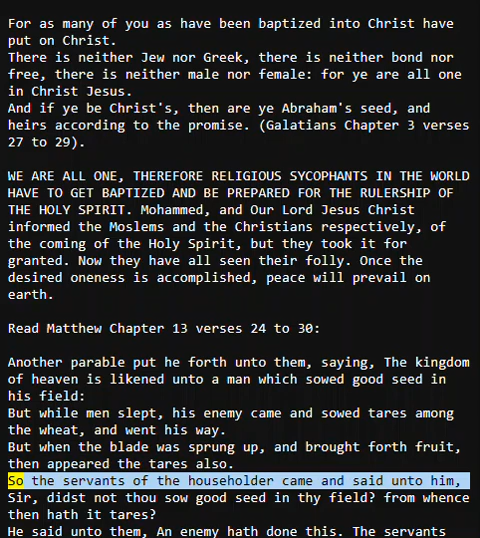 For as many of you as have been baptized into Christ have
put on Christ.
There is neither Jew nor Greek, there is neither bond nor
free, there is neither male nor female: for ye are all one
in Christ Jesus.
And if ye be Christ's, then are ye Abraham's seed, and
heirs according to the promise. (Galatians Chapter 3 verses
27 to 29).
WE ARE ALL ONE, THEREFORE RELIGIOUS SYCOPHANTS IN THE WORLD
HAVE TO GET BAPTIZED AND BE PREPARED FOR THE RULERSHIP OF
THE HOLY SPIRIT. Mohammed, and Our Lord Jesus Christ
informed the Moslems and the Christians respectively, of
the coming of the Holy Spirit, but they took it for
granted. Now they have all seen their folly. Once the
desired oneness is accomplished, peace will prevail on
earth.
Read Matthew Chapter 13 verses 24 to 30:
Another parable put he forth unto them, saying, The kingdom
of heaven is likened unto a man which sowed good seed in
his field:
But while men slept, his enemy came and sowed tares among
the wheat, and went his way.
But when the blade was sprung up, and brought forth fruit,
then appeared the tares also.
So the servants of the householder came and said unto him,
Sir, didst not thou sow good seed in thy field? from whence
then hath it tares?
He said unto them, An enemy hath done this. The servants